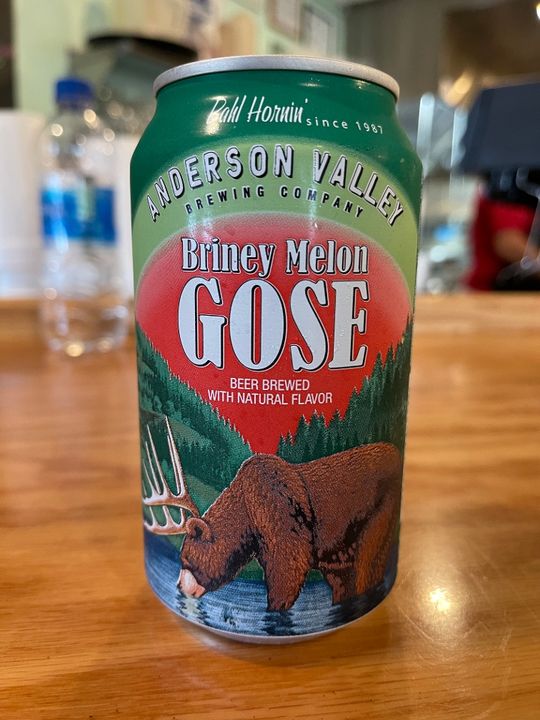 Bahl Hornin' since 1987
ANDERSON VALLEY
BREWING COMPANY
Briney Melon
GOSE
BEER BREWED
WITH NATURAL FLAVOR